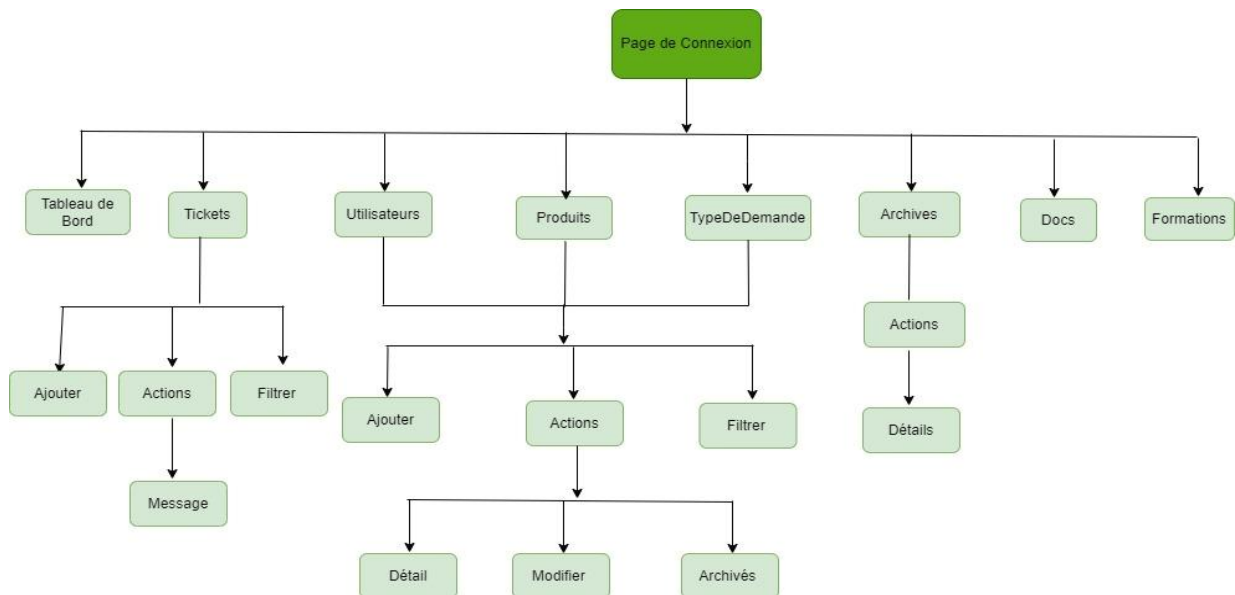 Page de Connexion
Tableau de
Bord
Tickets
Utilisateurs
Produits
TypeDeDemande
Archives
Docs
Formations
Actions
Ajouter
Actions
Filtrer
Ajouter
Actions
Filtrer
Détails
Message
Détail
Modifier
Archivés